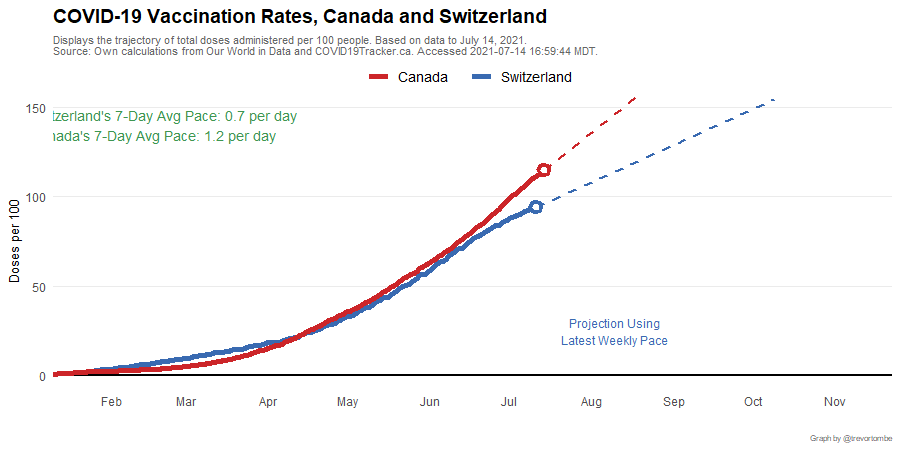 COVID-19 Vaccination Rates, Canada and Switzerland
Displays the trajectory of total doses administered per 100 people. Based on data to July 14, 2021.
Source: Own calculations from Our World in Data and COVID19Tracker.ca. Accessed 2021-07-14 16:59:44 MDT.
Canada Switzerland
tzerland's 7-Day Avg Pace: 0.7 per day
nada's 7-Day Avg Pace: 1.2 per day
Doses per 100
150
100
50
0
Projection Using
Latest Weekly Pace
Feb Mar Apr May Jun Jul Aug Sep Oct Nov
Graph by @trevortombe